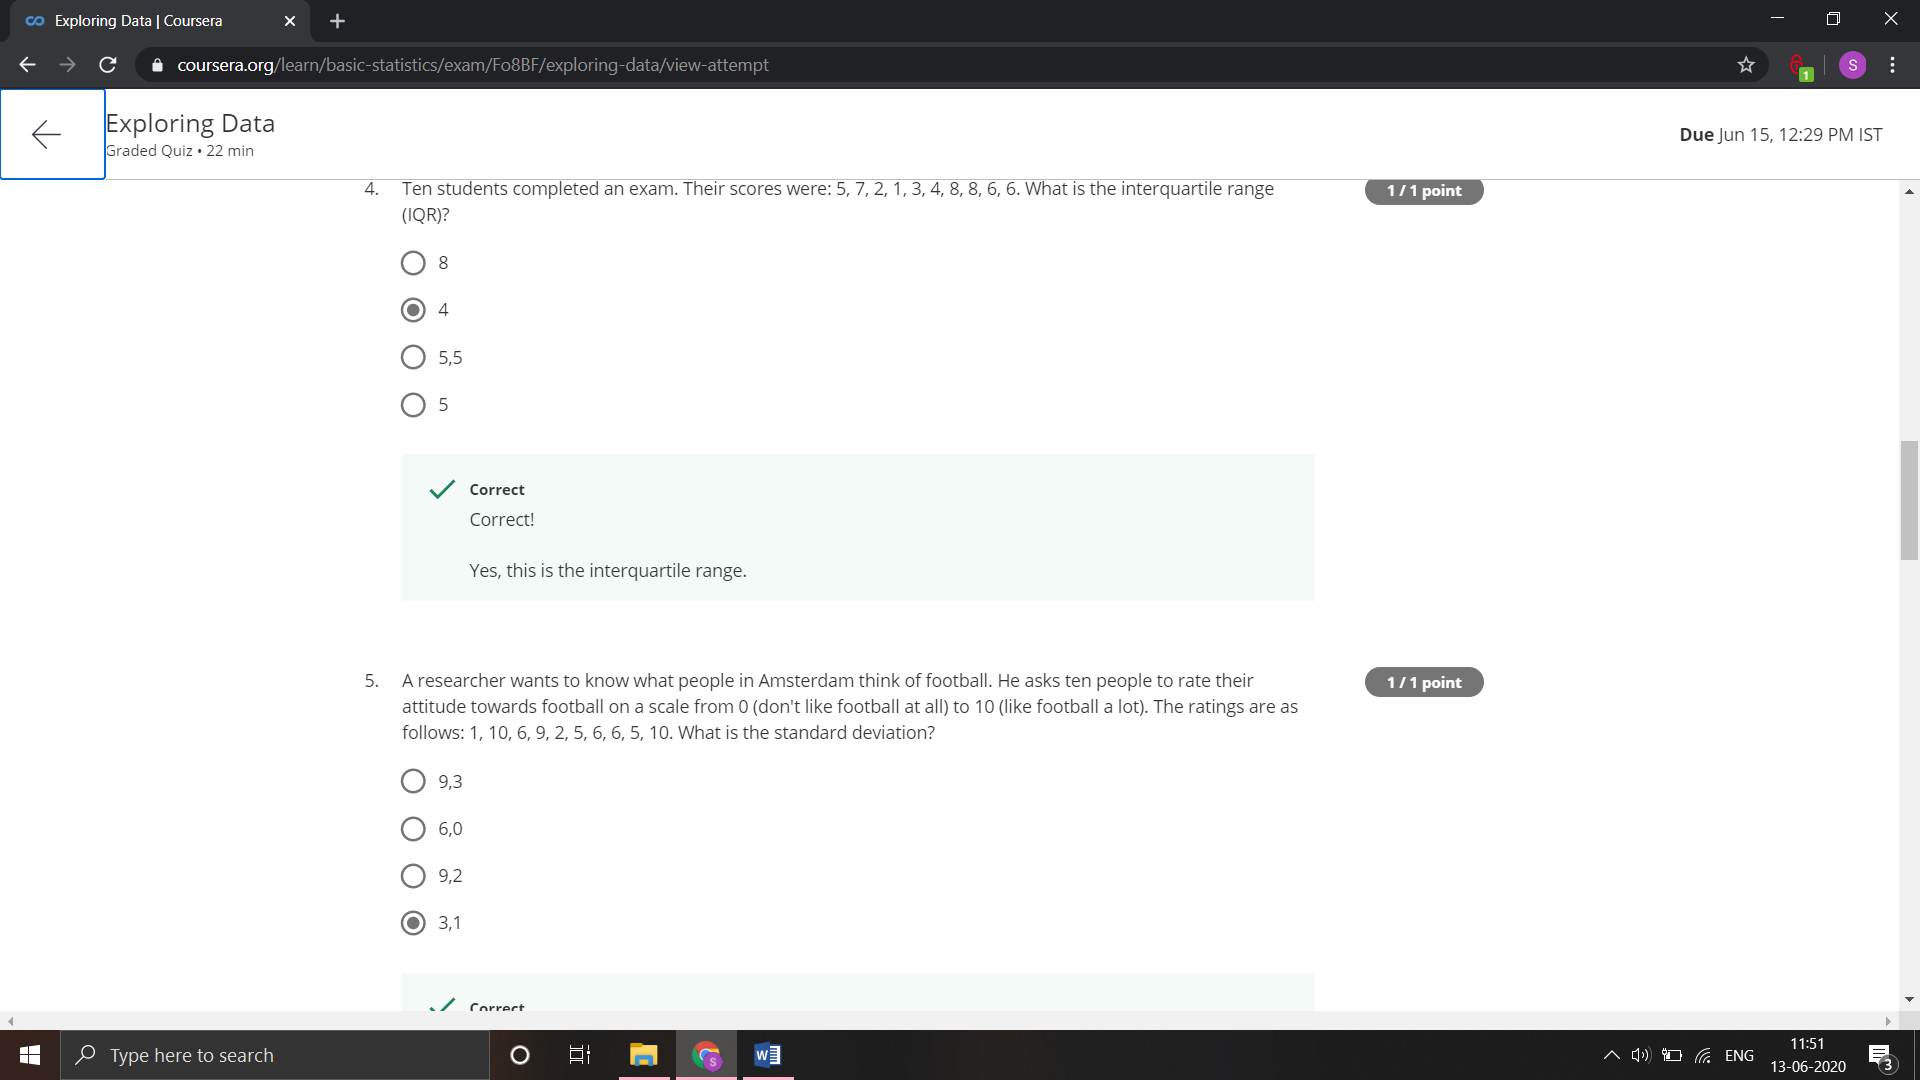 Exploring Data | Coursera
coursera.org/learn/basic-statistics/exam/Fo8BF/exploring-data/view-attempt
1
S
Exploring Data
Graded Quiz • 22 min
Due Jun 15, 12:29 PM IST
4. Ten students completed an exam. Their scores were: 5, 7, 2, 1, 3, 4, 8, 8, 6, 6. What is the interquartile range
(IQR)?
1 / 1 point
8
4
5,5
5
Correct
Correct!
Yes, this is the interquartile range.
5. A researcher wants to know what people in Amsterdam think of football. He asks ten people to rate their
attitude towards football on a scale from 0 (don't like football at all) to 10 (like football a lot). The ratings are as
follows: 1, 10, 6, 9, 2, 5, 6, 6, 5, 10. What is the standard deviation?
1 / 1 point
9,3
6,0
9,2
3,1
Correct
Type here to search
S
W
ENG
11:51
13-06-2020
3